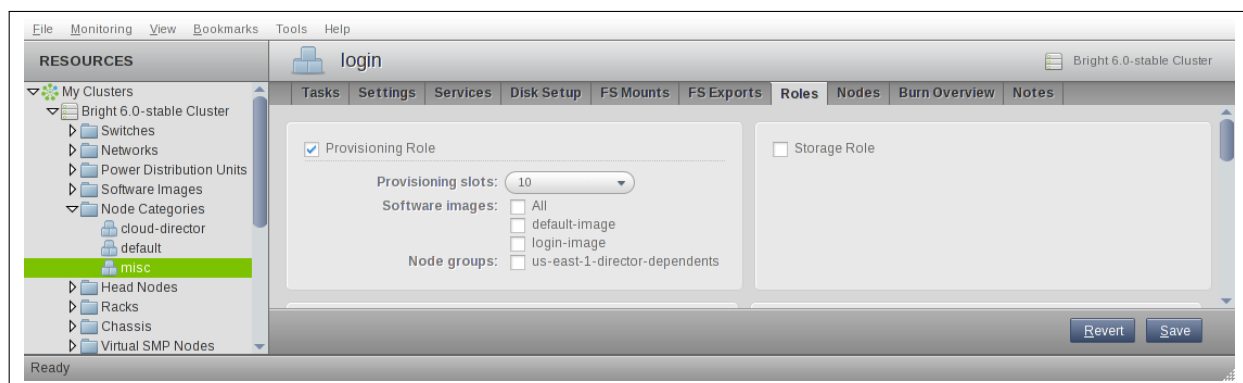 File Monitoring View Bookmarks Tools Help
RESOURCES
My Clusters
Bright 6.0-stable Cluster
Switches
Networks
Power Distribution Units
Software Images
Node Categories
cloud-director
default
misc
Head Nodes
Racks
Chassis
Virtual SMP Nodes
login
Bright 6.0-stable Cluster
Tasks Settings Services Disk Setup FS Mounts FS Exports Roles Nodes Burn Overview Notes
Provisioning Role
Provisioning slots: 10
Software images: All
default-image
login-image
Node groups: us-east-1-director-dependents
Storage Role
Revert Save
Ready